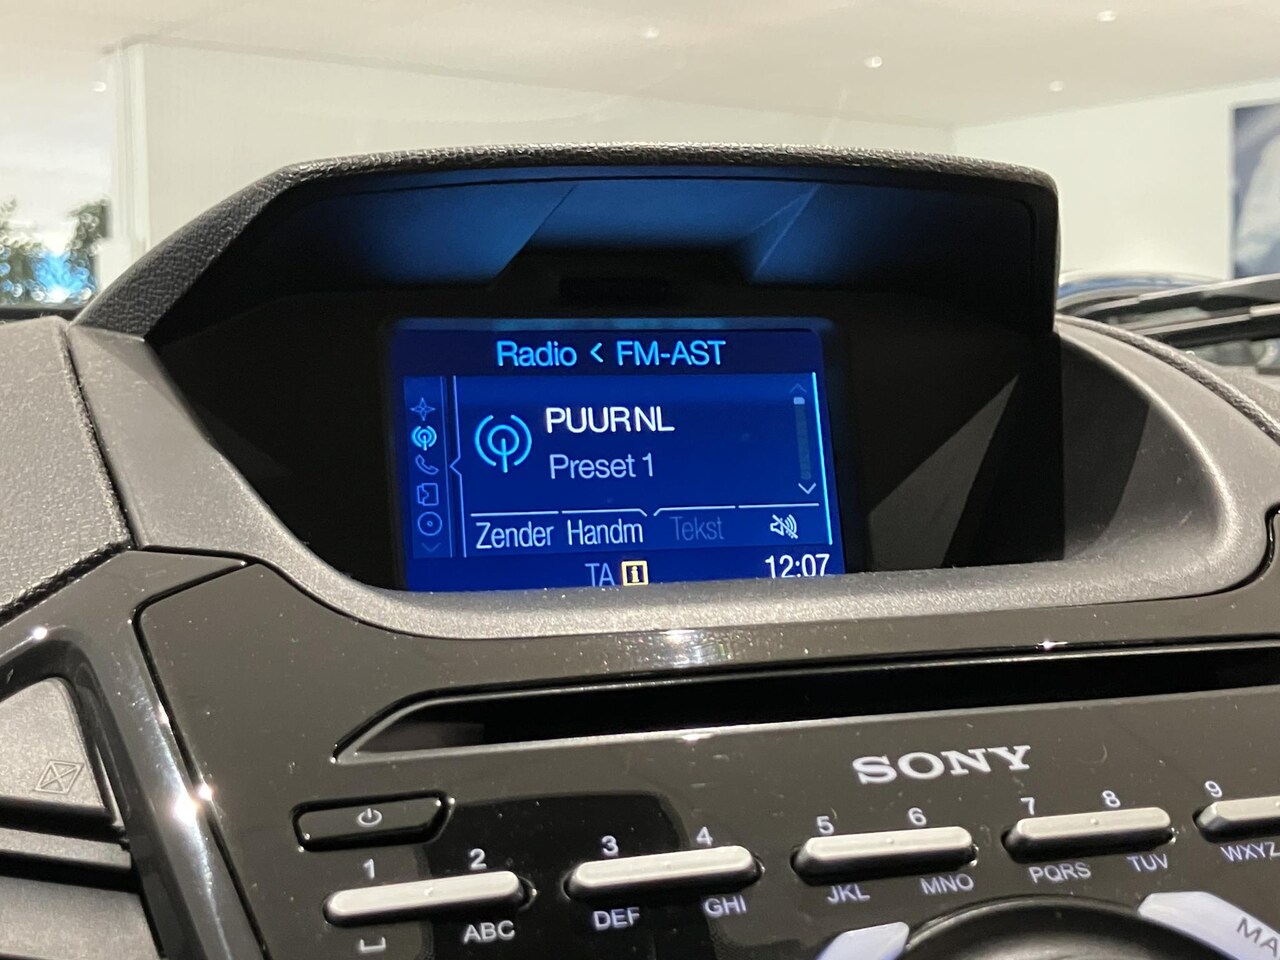 Radio < FM-AST
PUURNL
Preset 1
Zender Handm Tekst
TA i 12:07
SONY
1 2 3 4 5 6 7 8 9
ABC DEF GHI JKL MNO PQRS TUV WXYZ
MA